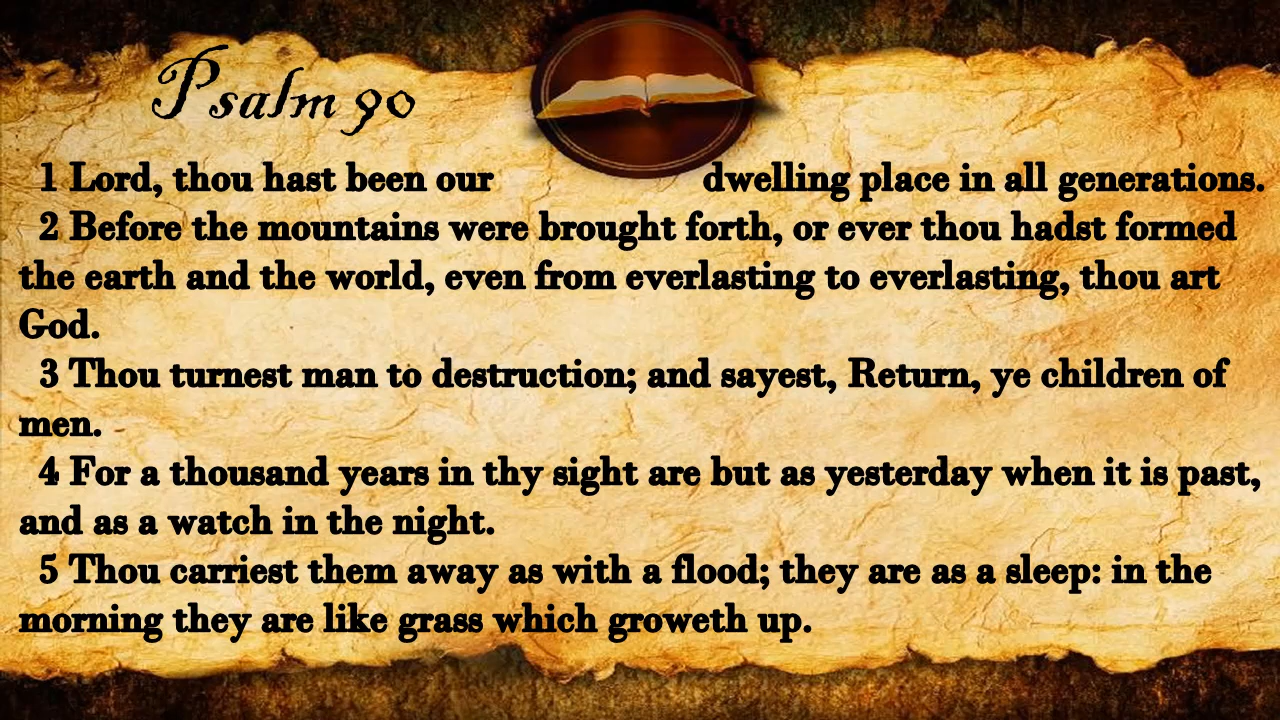 Psalm 90
1 Lord, thou hast been our dwelling place in all generations.
2 Before the mountains were brought forth, or ever thou hadst formed
the earth and the world, even from everlasting to everlasting, thou art
God.
3 Thou turnest man to destruction; and sayest, Return, ye children of
men.
4 For a thousand years in thy sight are but as yesterday when it is past,
and as a watch in the night.
5 Thou carriest them away as with a flood; they are as a sleep: in the
morning they are like grass which groweth up.